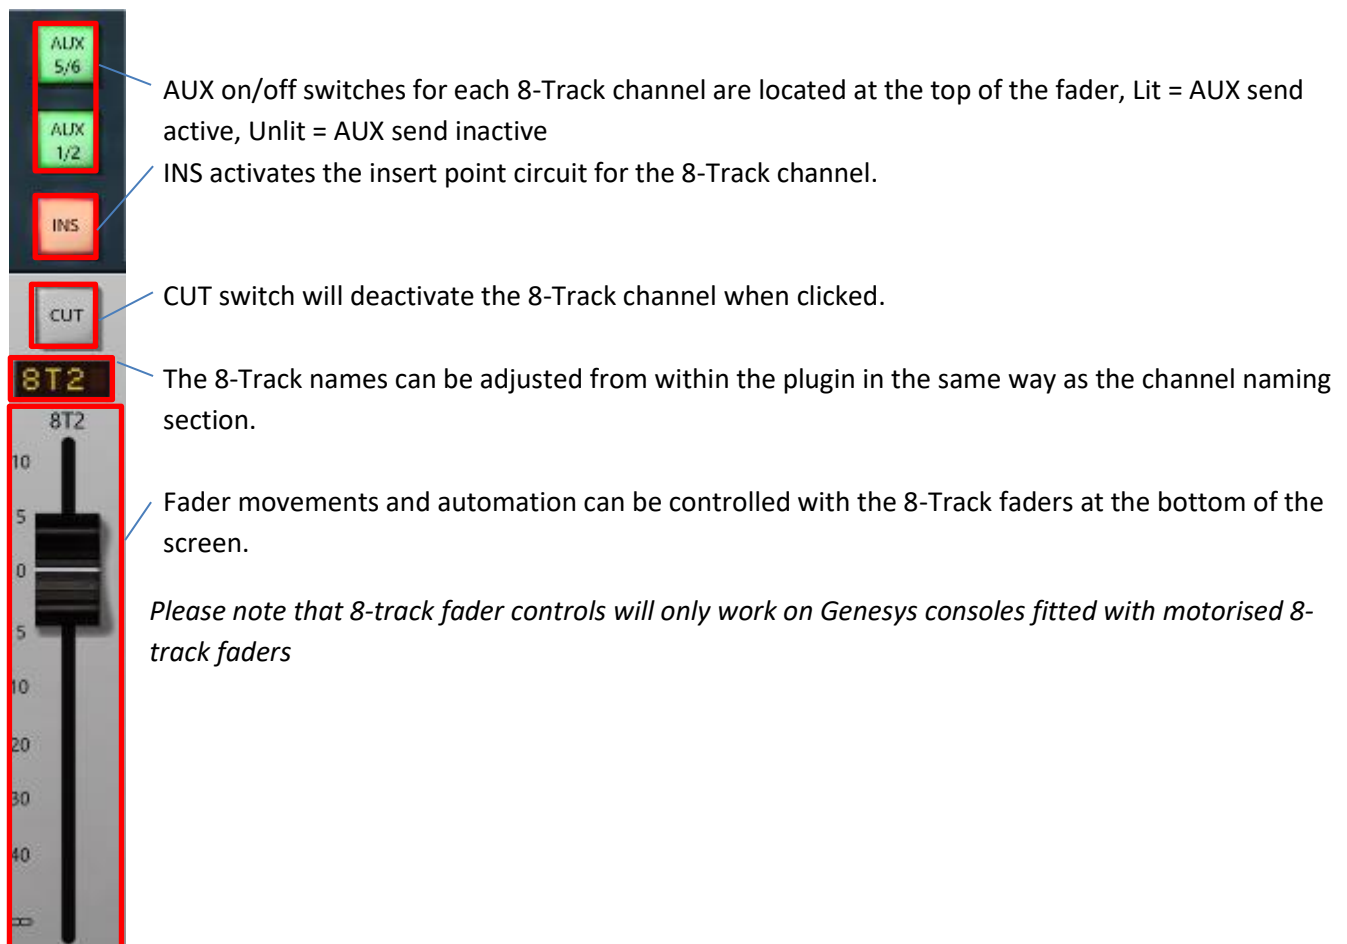 AUX
5/6
AUX on/off switches for each 8-Track channel are located at the top of the fader, Lit = AUX send
active, Unlit = AUX send inactive
AUX
1/2
INS activates the insert point circuit for the 8-Track channel.
INS
CUT switch will deactivate the 8-Track channel when clicked.
CUT
8T2
The 8-Track names can be adjusted from within the plugin in the same way as the channel naming
section.
8T2
10
5
Fader movements and automation can be controlled with the 8-Track faders at the bottom of the
screen.
0
Please note that 8-track fader controls will only work on Genesys consoles fitted with motorised 8-
track faders
5
10
20
30
40
∞